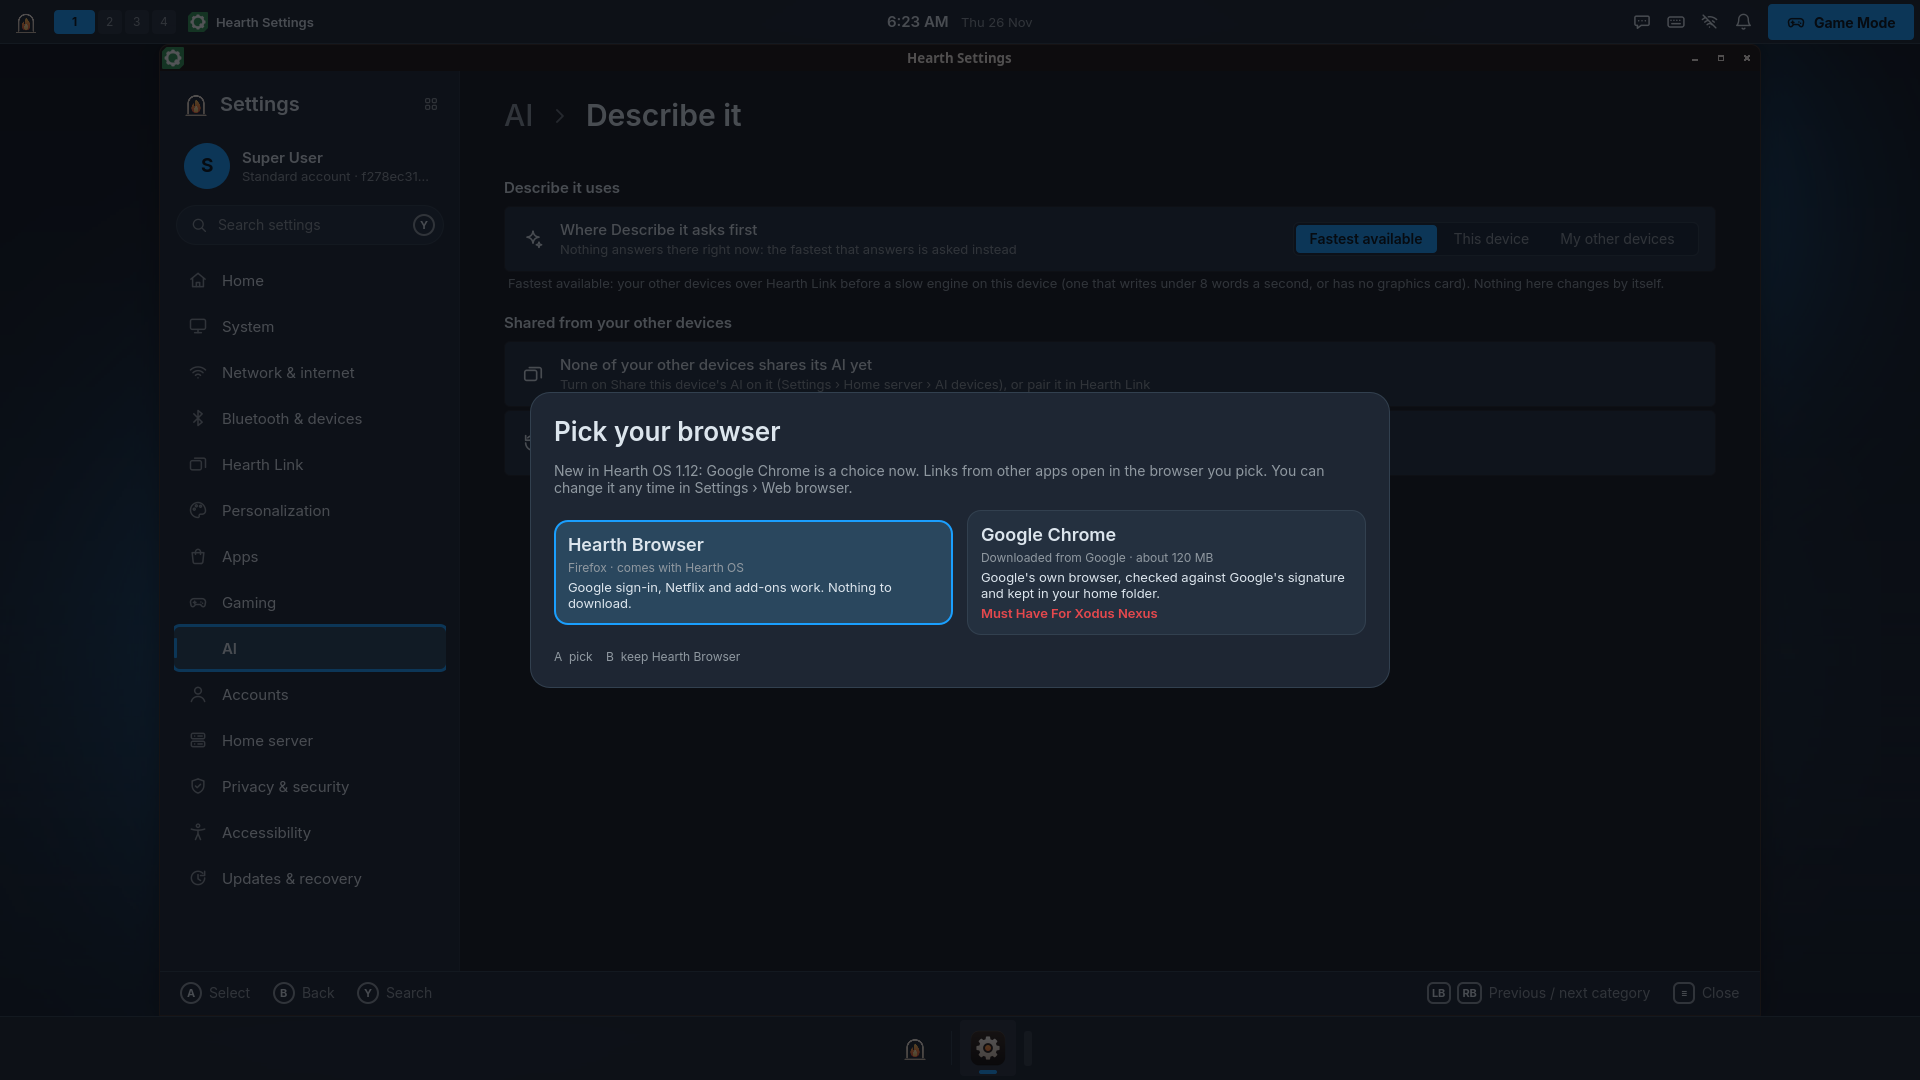 1 2 3 4 Hearth Settings
6:23 AM Thu 26 Nov
Game Mode
Hearth Settings
Settings
S
Super User
Standard account · f278ec31...
Search settings Y
Home
System
Network & internet
Bluetooth & devices
Hearth Link
Personalization
Apps
Gaming
AI
Accounts
Home server
Privacy & security
Accessibility
Updates & recovery
AI › Describe it
Describe it uses
Where Describe it asks first
Nothing answers there right now: the fastest that answers is asked instead
Fastest available This device My other devices
Fastest available: your other devices over Hearth Link before a slow engine on this device (one that writes under 8 words a second, or has no graphics card). Nothing here changes by itself.
Shared from your other devices
None of your other devices shares its AI yet
Turn on Share this device's AI on it (Settings › Home server › AI devices), or pair it in Hearth Link
Pick your browser
New in Hearth OS 1.12: Google Chrome is a choice now. Links from other apps open in the browser you pick. You can
change it any time in Settings › Web browser.
Hearth Browser
Firefox · comes with Hearth OS
Google sign-in, Netflix and add-ons work. Nothing to
download.
Google Chrome
Downloaded from Google · about 120 MB
Google's own browser, checked against Google's signature
and kept in your home folder.
Must Have For Xodus Nexus
A pick B keep Hearth Browser
A Select B Back Y Search
LB RB Previous / next category ≡ Close